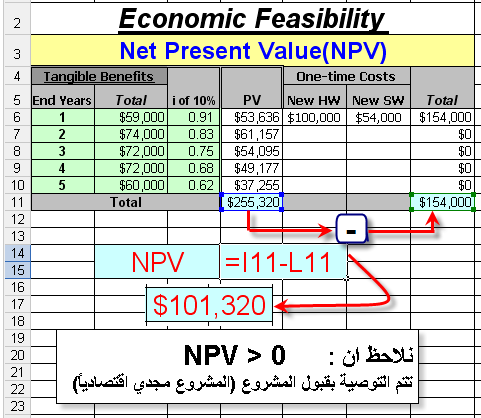 Economic Feasibility
Net Present Value(NPV)
Tangible Benefits One-time Costs
End Years Total i of 10% PV New HW New SW Total
1 $59,000 0.91 $53,636 $100,000 $54,000 $154,000
2 $74,000 0.83 $61,157 $0
3 $72,000 0.75 $54,095 $0
4 $72,000 0.68 $49,177 $0
5 $60,000 0.62 $37,255 $0
Total $255,320 $154,000
-
NPV =I11-L11
$101,320
نلاحظ ان : NPV > 0
تتم التوصية بقبول المشروع (المشروع مجدي اقتصادياً)
2
3
4
5
6
7
8
9
10
11
12
13
14
15
16
17
18
19
20
21
22
23